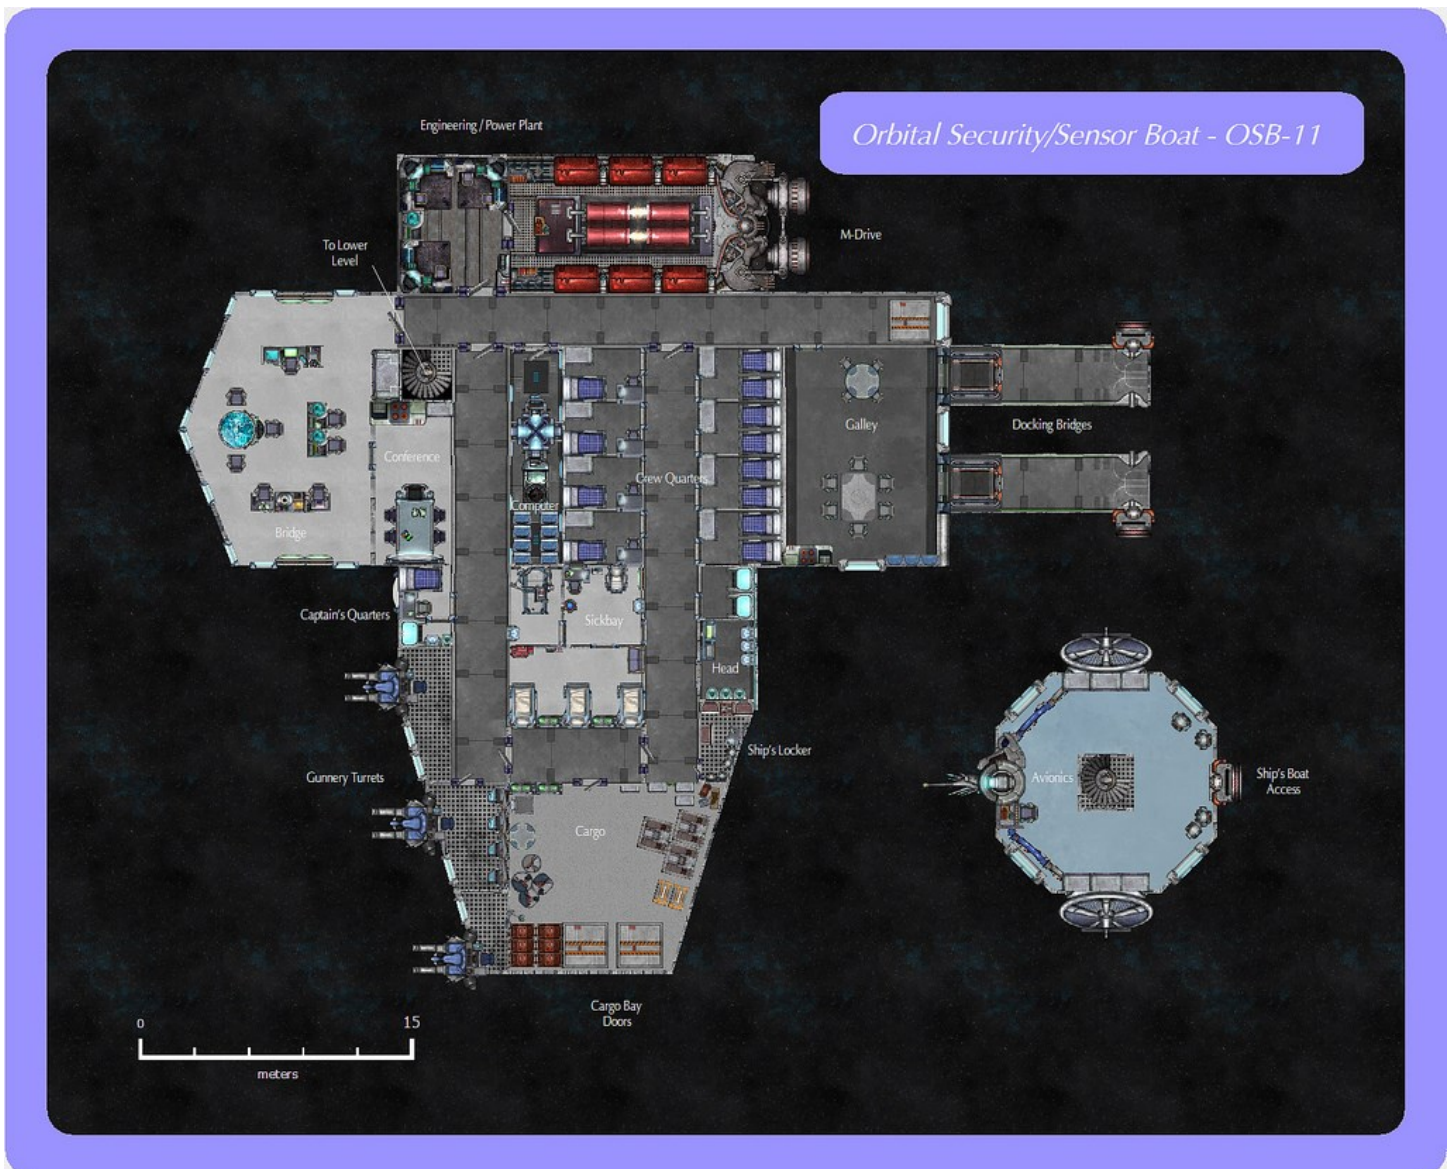 Engineering / Power Plant
Orbital Security/Sensor Boat - OSB-11
M-Drive
To Lower
Level
Galley
Docking Bridges
Conference
Crew Quarters
Computer
Bridge
Captain's Quarters
Sickbay
Head
Ship's Locker
Gunnery Turrets
Avionics
Ship's Boat
Access
Cargo
Cargo Bay
Doors
0
15
meters